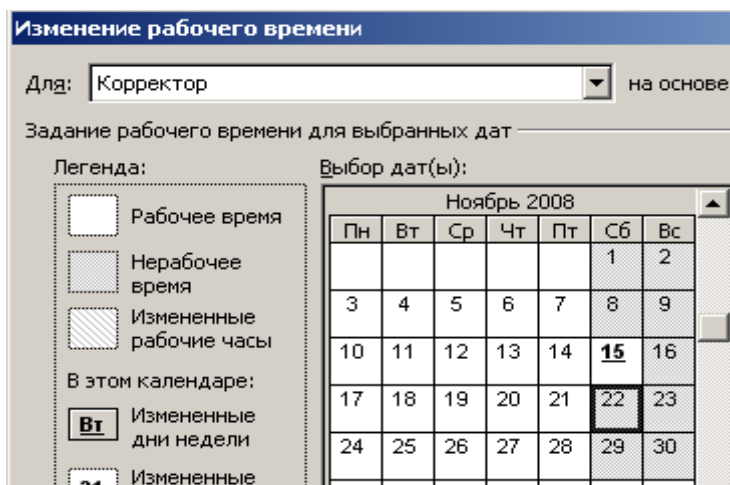 Изменение рабочего времени
Для: Корректор на основе
Задание рабочего времени для выбранных дат
Легенда: Выбор дат(ы):
Рабочее время
Нерабочее
время
Измененные
рабочие часы
В этом календаре:
Вт Измененные
дни недели
31 Измененные
Ноябрь 2008
Пн Вт Ср Чт Пт Сб Вс
1 2
3 4 5 6 7 8 9
10 11 12 13 14 15 16
17 18 19 20 21 22 23
24 25 26 27 28 29 30